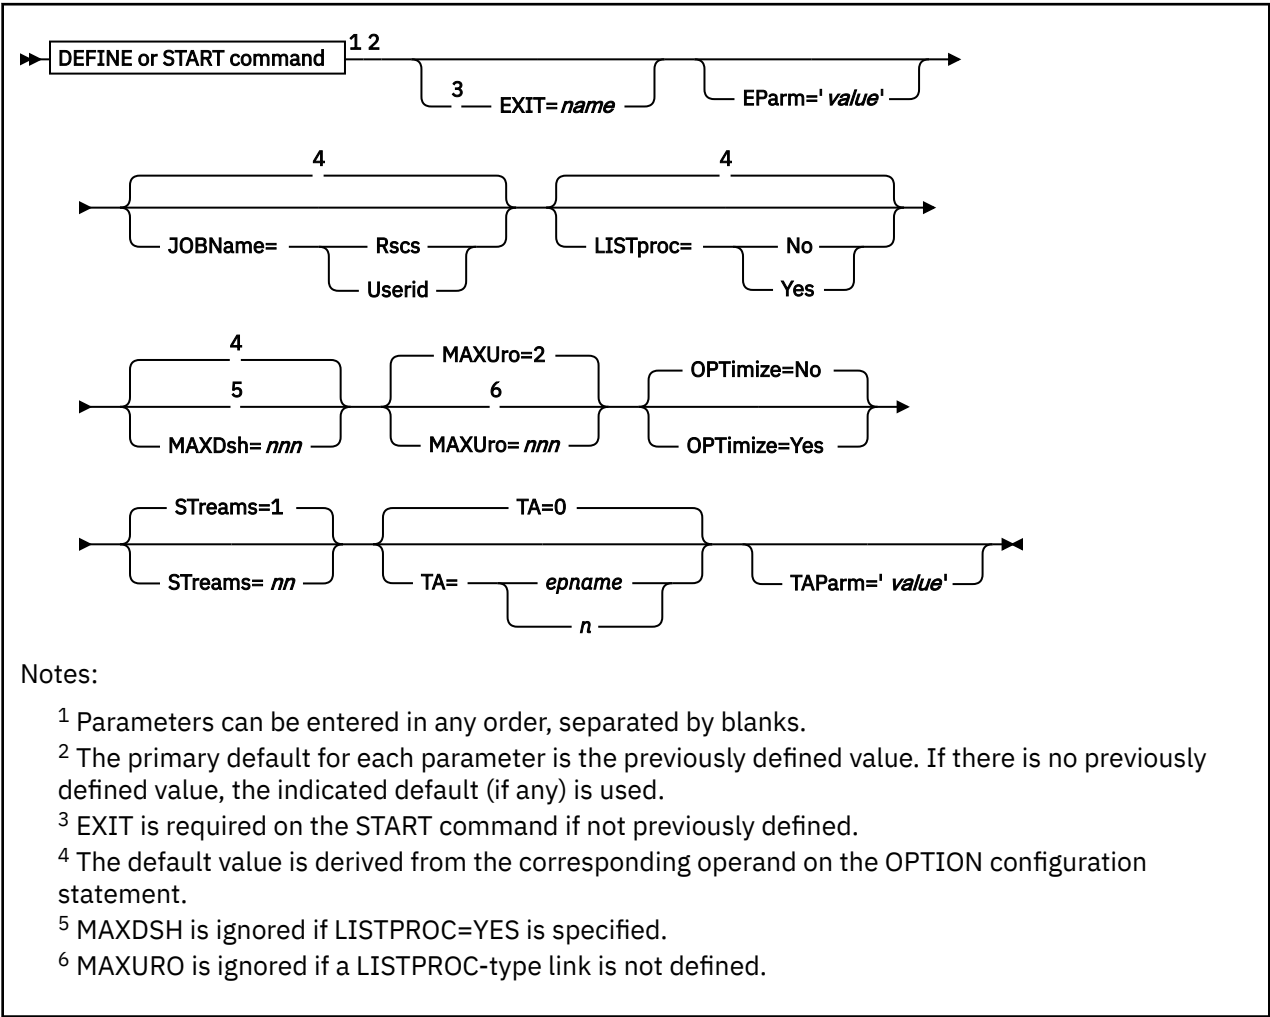 DEFINE or START command 1 2
3 EXIT=name EParm='value'
4 4
JOBName= Rscs LISTproc= No
Userid Yes
4 MAXUro=2 OPTimize=No
5 6
MAXDsh=nnn MAXUro=nnn OPTimize=Yes
STreams=1 TA=0
STreams= nn TA= epname TAParm=' value'
n
Notes:
1 Parameters can be entered in any order, separated by blanks.
2 The primary default for each parameter is the previously defined value. If there is no previously
defined value, the indicated default (if any) is used.
3 EXIT is required on the START command if not previously defined.
4 The default value is derived from the corresponding operand on the OPTION configuration
statement.
5 MAXDSH is ignored if LISTPROC=YES is specified.
6 MAXURO is ignored if a LISTPROC-type link is not defined.